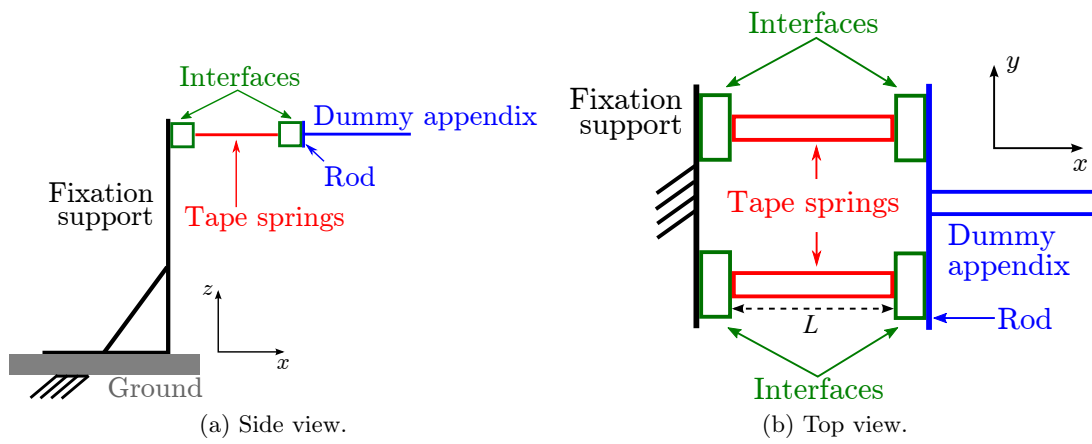 Interfaces
Dummy appendix
Rod
Fixation
support
Tape springs
z
x
Ground
(a) Side view.
Interfaces
Fixation
support
y
x
Tape springs
Dummy
appendix
L
Rod
Interfaces
(b) Top view.